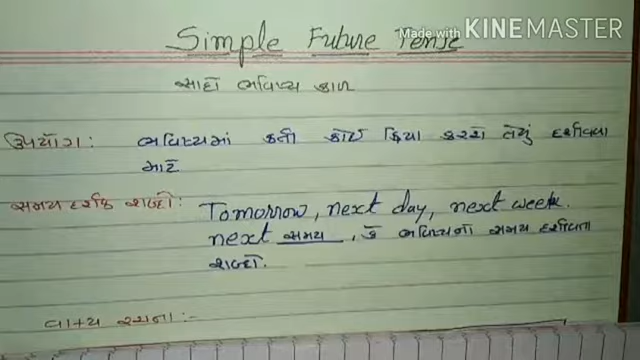 Made with KINEMASTER
Simple Future Tense
સાદો ભવિષ્ય કાળ
ઉપયોગ: ભવિષ્યમાં કર્તા કોઈ ક્રિયા કરશે તેવું દર્શાવવા
માટે
સમય દર્શક શબ્દો: Tomorrow, next day, next week.
next સમય , કે ભવિષ્યનો સમય દર્શાવતા
શબ્દો.
વાક્ય રચના:-